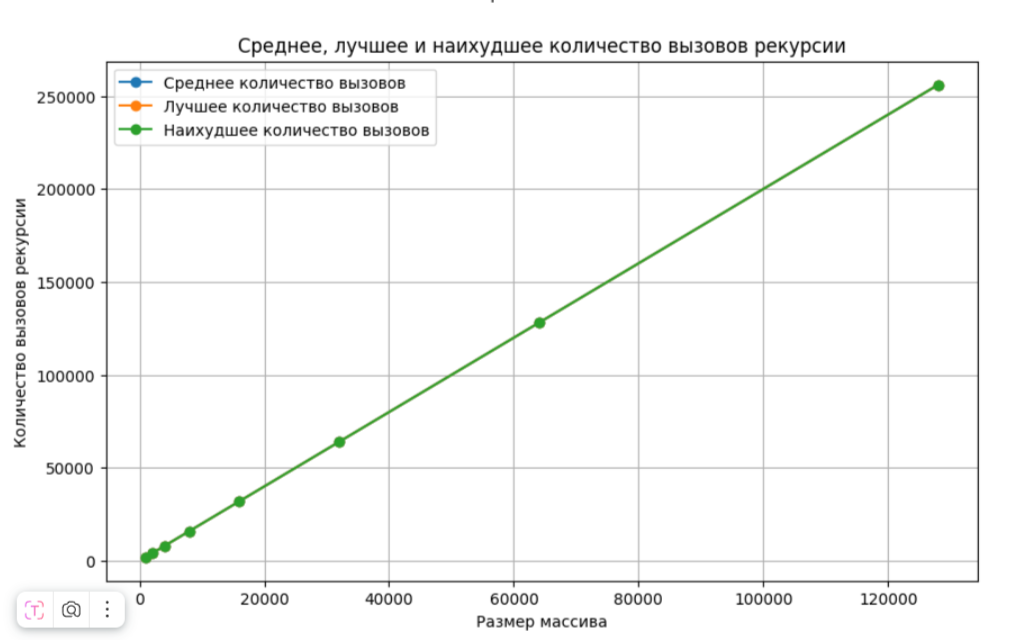 Среднее, лучшее и наихудшее количество вызовов рекурсии
Среднее количество вызовов
Лучшее количество вызовов
Наихудшее количество вызовов
Количество вызовов рекурсии
250000
200000
150000
100000
50000
0
0 20000 40000 60000 80000 100000 120000
Размер массива
T